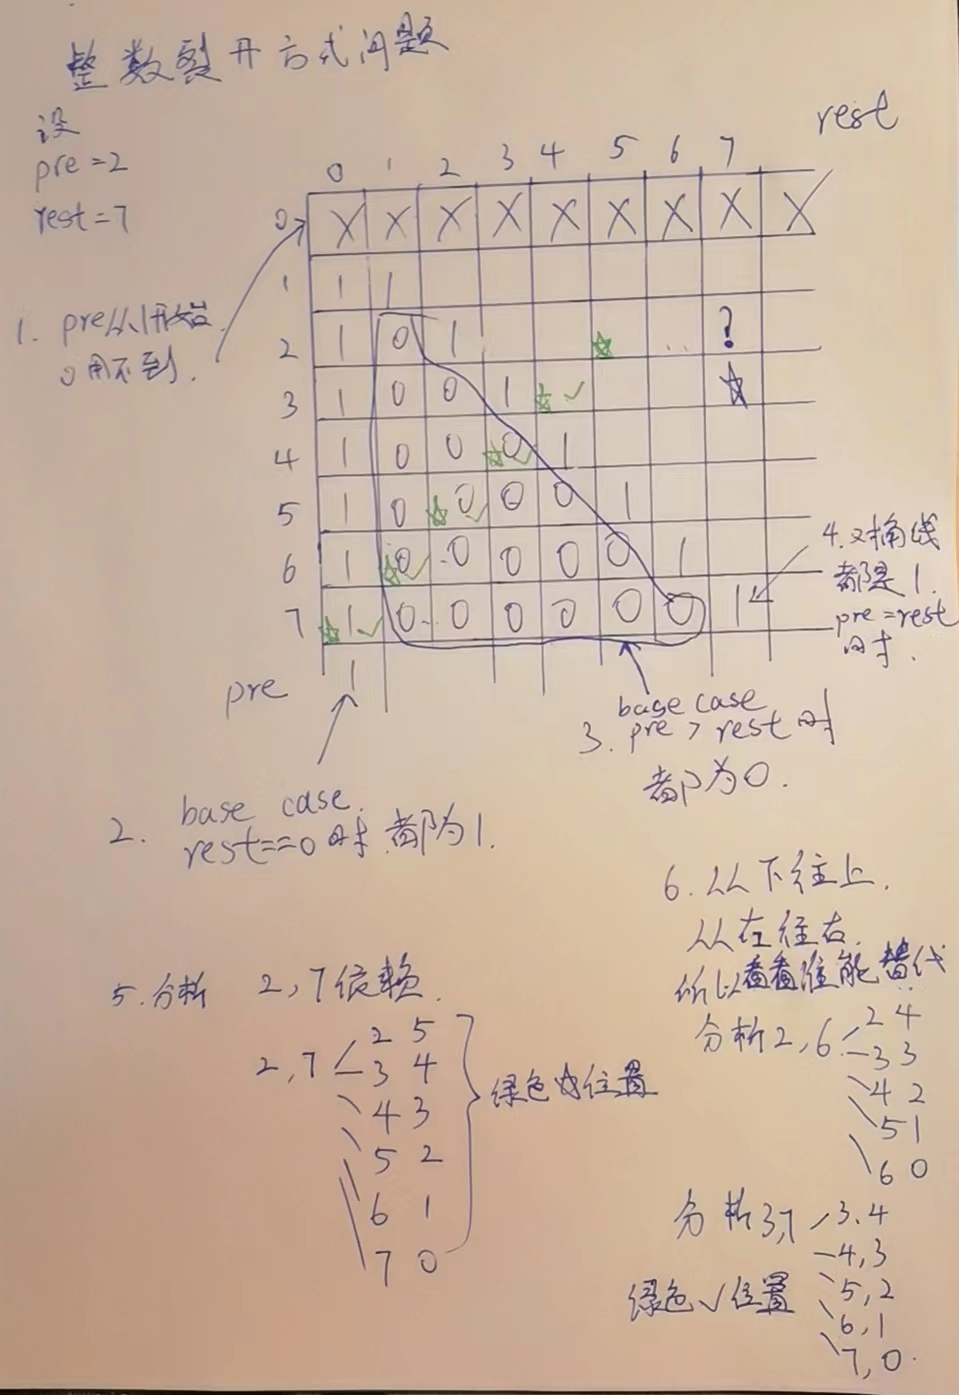 整数裂开方式问题
设
pre=2
rest=7
rest
0 1 2 3 4 5 6 7
0 X X X X X X X X X
1 1 1
2 1 0 1 ☆ .. ?
3 1 0 0 1 ☆✓ ☆
4 1 0 0 ☆0✓ 1
5 1 0 ☆0✓ 0 0 1
6 1 ☆0✓ 0 0 0 0 1
7 ☆1✓ 0 0 0 0 0 0 1
1
pre
1. pre从1开始
0用不到.
2. base case.
rest==0时 都为1.
3. base case
pre > rest 时
都为0.
4. 对角线
都是1.
pre=rest
时.
5.分析 2,7依赖.
2,7
2 5
3 4
4 3
5 2
6 1
7 0
绿色☆位置
6.从下往上.
从左往右.
所以看看谁能替代
分析2,6
2 4
3 3
4 2
5 1
6 0
分析3,7
3.4
4,3
5,2
6,1
7,0.
绿色✓位置